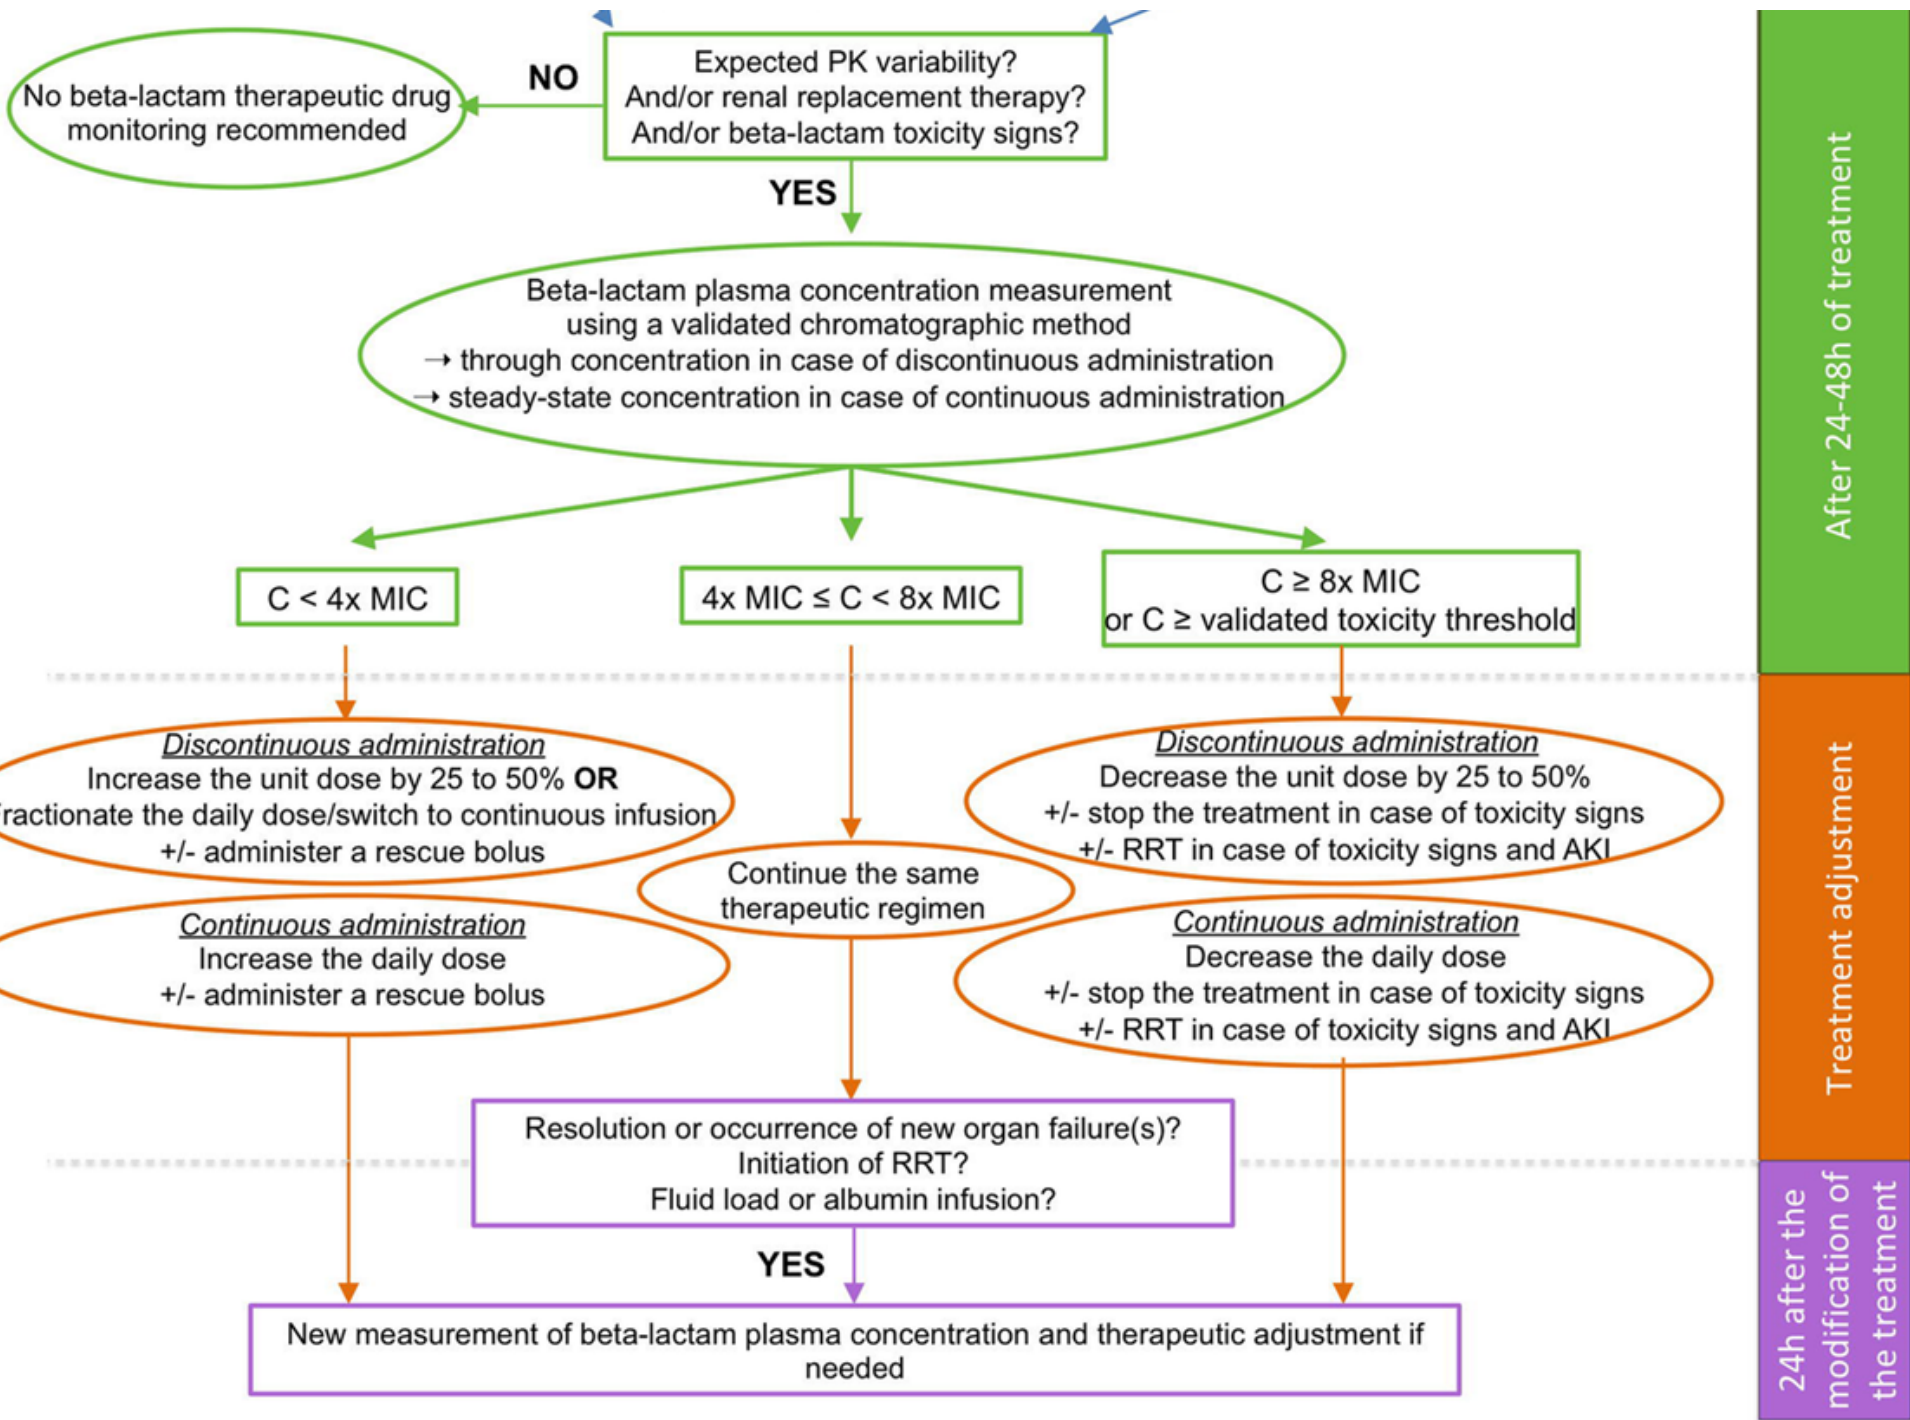 Expected PK variability?
And/or renal replacement therapy?
And/or beta-lactam toxicity signs?
NO
No beta-lactam therapeutic drug
monitoring recommended
YES
Beta-lactam plasma concentration measurement
using a validated chromatographic method
→ through concentration in case of discontinuous administration
→ steady-state concentration in case of continuous administration
C < 4x MIC
4x MIC ≤ C < 8x MIC
C ≥ 8x MIC
or C ≥ validated toxicity threshold
Discontinuous administration
Increase the unit dose by 25 to 50% OR
ractionate the daily dose/switch to continuous infusion
+/- administer a rescue bolus
Continuous administration
Increase the daily dose
+/- administer a rescue bolus
Continue the same
therapeutic regimen
Discontinuous administration
Decrease the unit dose by 25 to 50%
+/- stop the treatment in case of toxicity signs
+/- RRT in case of toxicity signs and AKI
Continuous administration
Decrease the daily dose
+/- stop the treatment in case of toxicity signs
+/- RRT in case of toxicity signs and AKI
Resolution or occurrence of new organ failure(s)?
Initiation of RRT?
Fluid load or albumin infusion?
YES
New measurement of beta-lactam plasma concentration and therapeutic adjustment if
needed
After 24-48h of treatment
Treatment adjustment
24h after the
modification of
the treatment